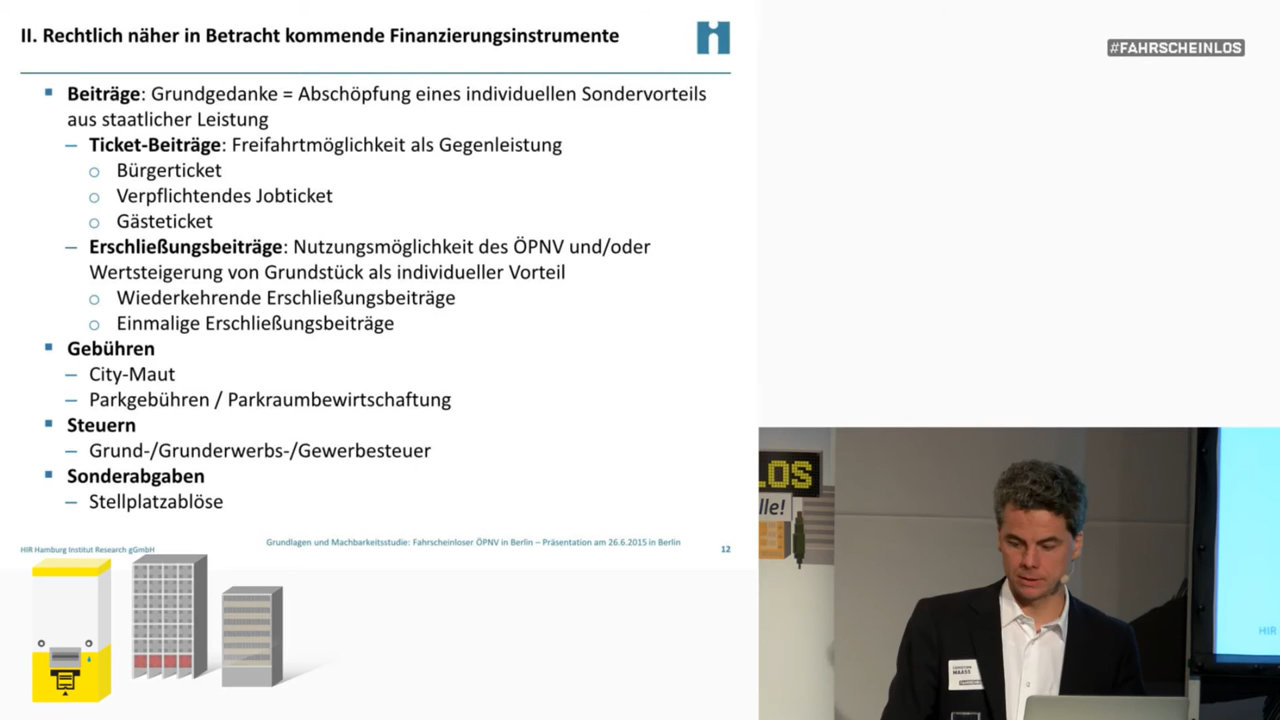 II. Rechtlich näher in Betracht kommende Finanzierungsinstrumente
#FAHRSCHEINLOS
Beiträge: Grundgedanke = Abschöpfung eines individuellen Sondervorteils
aus staatlicher Leistung
– Ticket-Beiträge: Freifahrtmöglichkeit als Gegenleistung
Bürgerticket
Verpflichtendes Jobticket
Gästeticket
– Erschließungsbeiträge: Nutzungsmöglichkeit des ÖPNV und/oder
Wertsteigerung von Grundstück als individueller Vorteil
Wiederkehrende Erschließungsbeiträge
Einmalige Erschließungsbeiträge
Gebühren
– City-Maut
– Parkgebühren / Parkraumbewirtschaftung
Steuern
– Grund-/Grunderwerbs-/Gewerbesteuer
Sonderabgaben
– Stellplatzablöse
HIR Hamburg Institut Research gGmbH
Grundlagen und Machbarkeitsstudie: Fahrscheinloser ÖPNV in Berlin – Präsentation am 26.6.2015 in Berlin
12
LOS
lle!
HIR
CHRISTIAN
MAASS